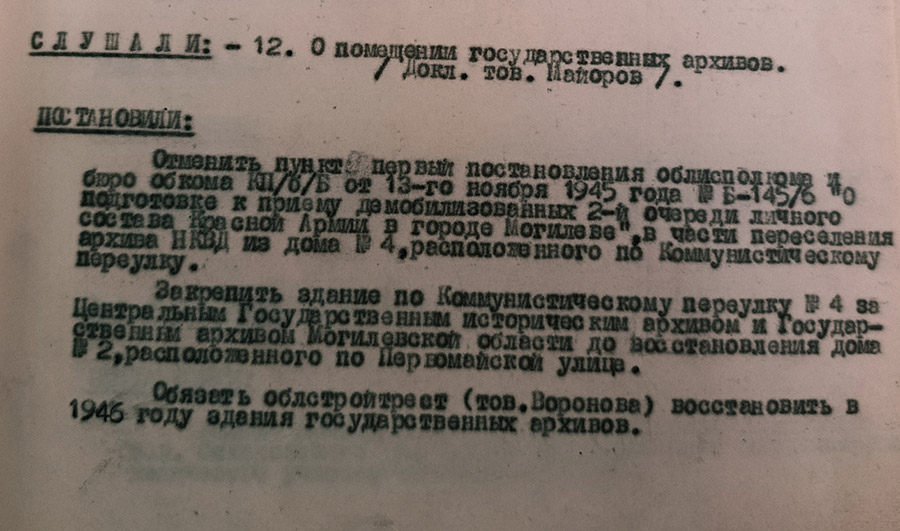 СЛУШАЛИ: - 12. О помещении государственных архивов.
/ Докл. тов. Майоров /.
ПОСТАНОВИЛИ:
Отменить пункт первый постановления облисполкома и
бюро обкома КП/б/Б от 13-го ноября 1945 года № Б-145/6 "О
подготовке к приему демобилизованных 2-й очереди личного
состава Красной Армии в городе Могилеве", в части переселения
архива НКВД из дома № 4, расположенного по Коммунистическому
переулку.
Закрепить здание по Коммунистическому переулку № 4 за
Центральным Государственным историческим архивом и Государ-
ственным архивом Могилевской области до восстановления дома
№ 2, расположенного по Первомайской улице.
Обязать облстройтрест (тов. Воронова) восстановить в
1946 году здания государственных архивов.